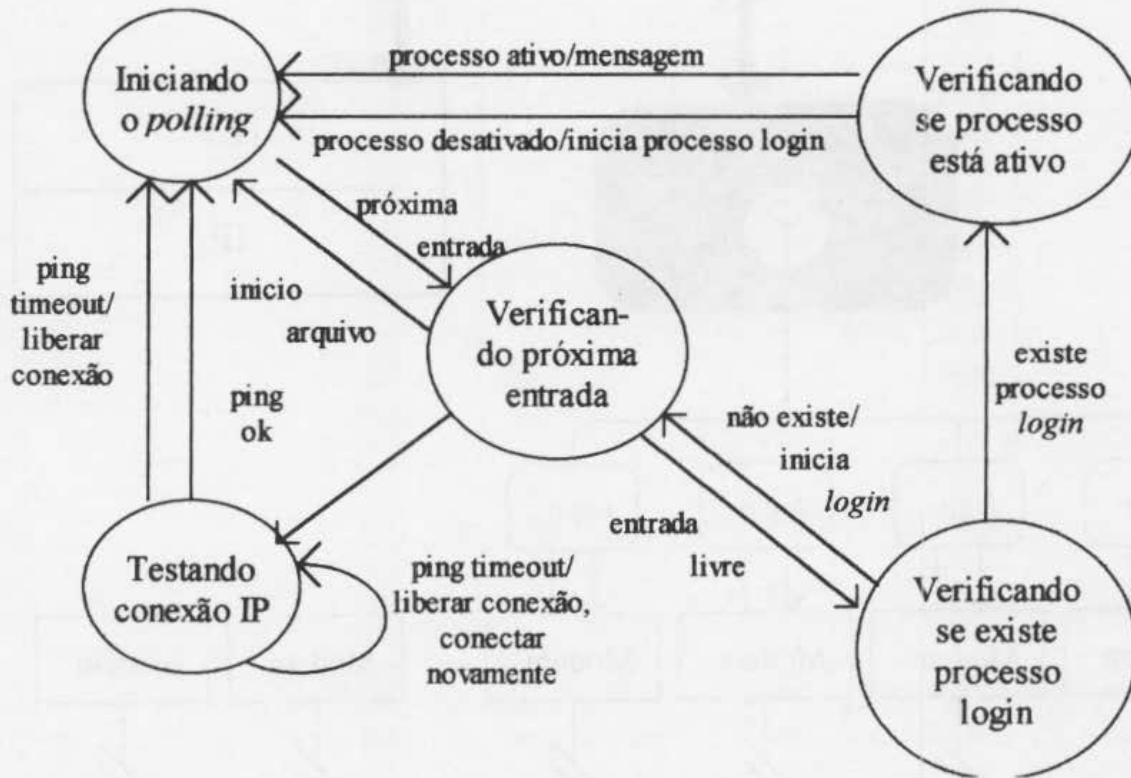 Iniciando
o polling
processo ativo/mensagem
processo desativado/inicia processo login
Verificando
se processo
está ativo
próxima
entrada
ping
timeout/
liberar
conexão
inicio
arquivo
ping
ok
Verifican-
do próxima
entrada
existe
processo
login
não existe/
inicia
login
entrada
livre
Testando
conexão IP
ping timeout/
liberar conexão,
conectar
novamente
Verificando
se existe
processo
login